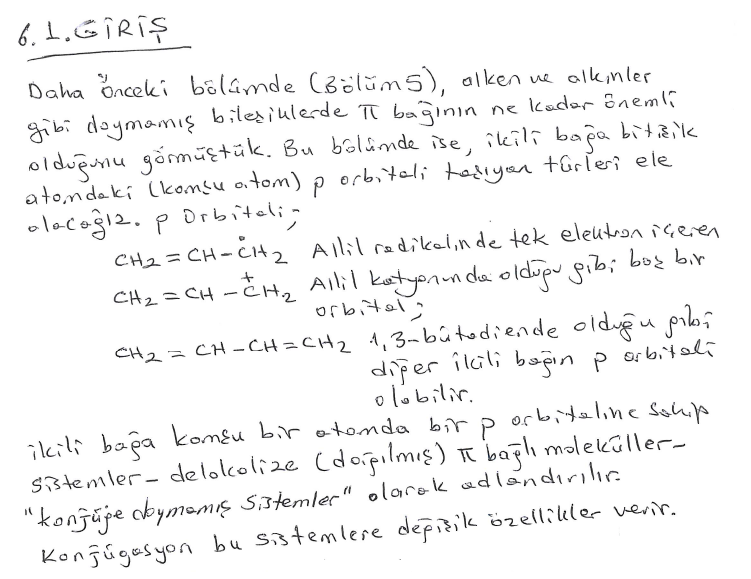 6.1.GİRİŞ
Daha önceki bölümde (Bölüm5), alken ve alkinler
gibi doymamış bileşiklerde π bağının ne kadar önemli
olduğunu görmüştük. Bu bölümde ise, ikili bağa bitişik
atomdaki (komşu atom) p orbitali taşıyan türleri ele
alacağız. p Orbitali;
CH2=CH-ĊH2 Allil radikalinde tek elektron içeren
CH2=CH-C⁺H2 Allil katyonunda olduğu gibi boş bir
orbital;
CH2=CH-CH=CH2 1,3-bütadiende olduğu gibi
diğer ikili bağın p orbitali
olabilir.
ikili bağa komşu bir atomda bir p orbitaline sahip
sistemler-delokalize (dağılmış) π bağlı moleküller-
"konjüge doymamış sistemler" olarak adlandırılır.
Konjügasyon bu sistemlere değişik özellikler verir.